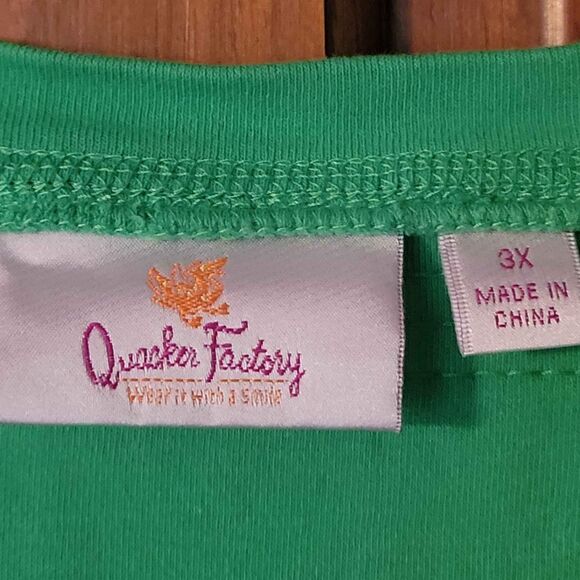 Quacker Factory
Wear it with a smile
3X
MADE IN
CHINA